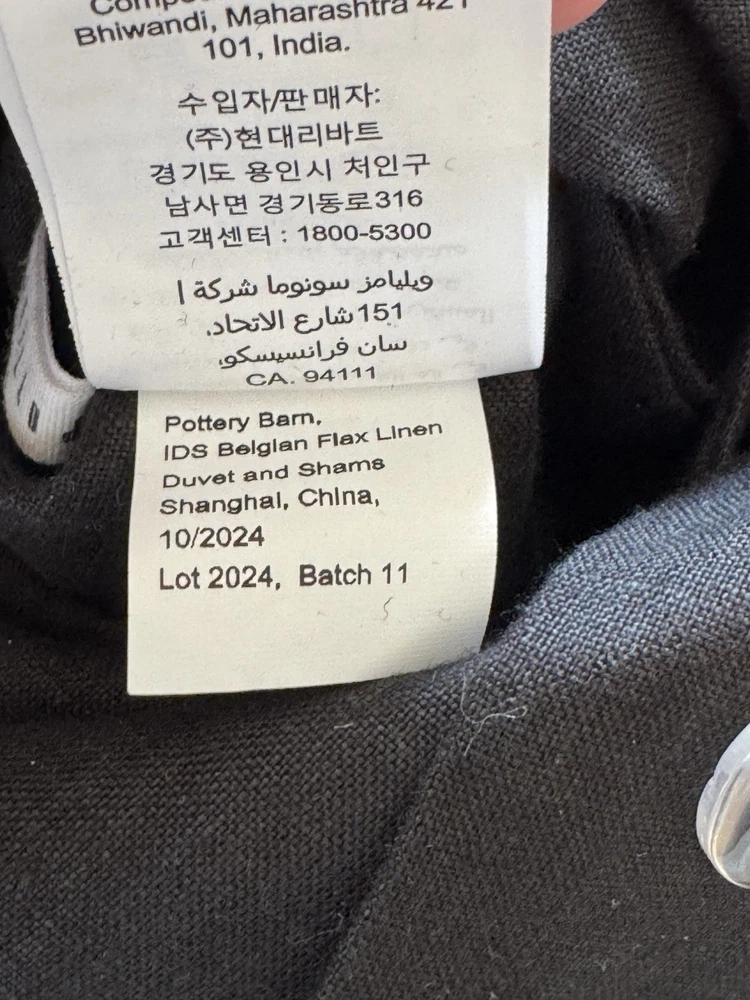 Bhiwandi, Maharashtra 421
101, India.
수입자/판매자:
(주)현대리바트
경기도 용인시 처인구
남사면 경기동로316
고객센터 : 1800-5300
ويليامز سونوما شركة |
151 شارع الاتحاد.
سان فرانسيسكو،
CA. 94111
Pottery Barn,
IDS Belgian Flax Linen
Duvet and Shams
Shanghai, China,
10/2024
Lot 2024, Batch 11